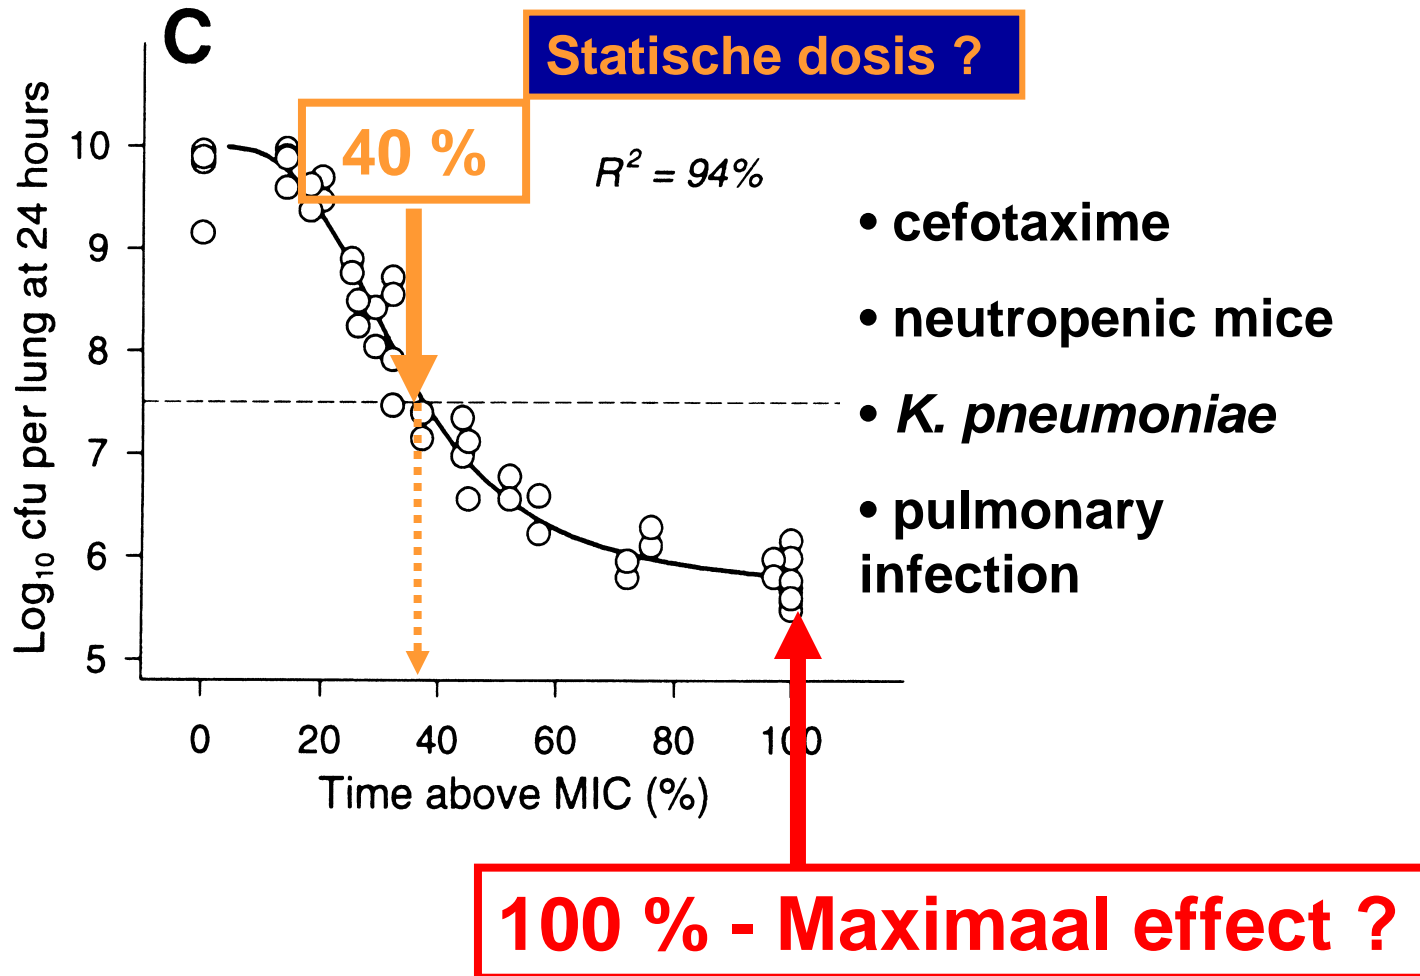 C
Statische dosis ?
40 %
R² = 94%
Log₁₀ cfu per lung at 24 hours
10
9
8
7
6
5
0 20 40 60 80 100
Time above MIC (%)
• cefotaxime
• neutropenic mice
• K. pneumoniae
• pulmonary
infection
100 % - Maximaal effect ?